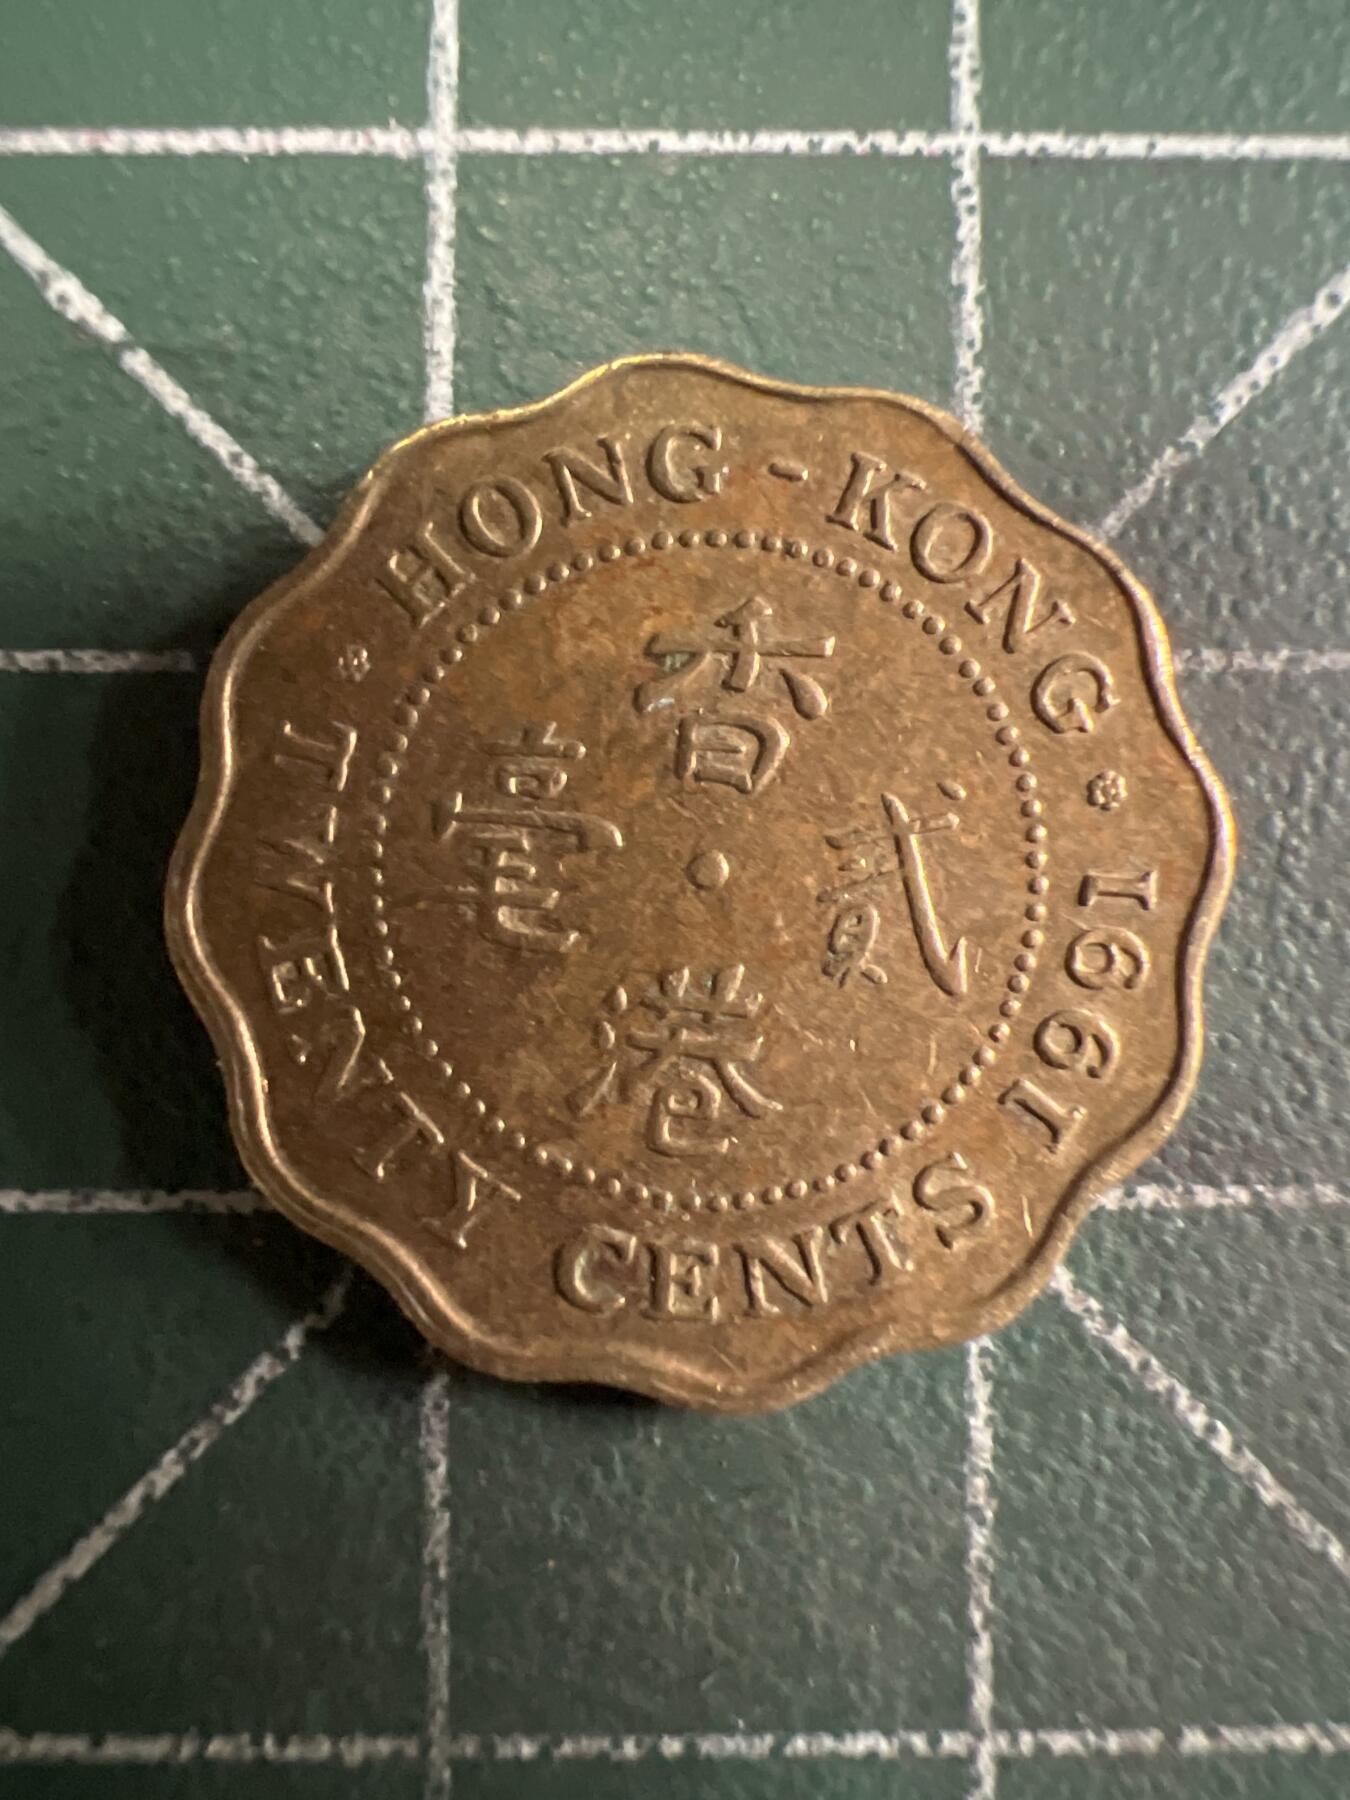 HONG-KONG
香
毫 · 貳
港
TWENTY CENTS 1991